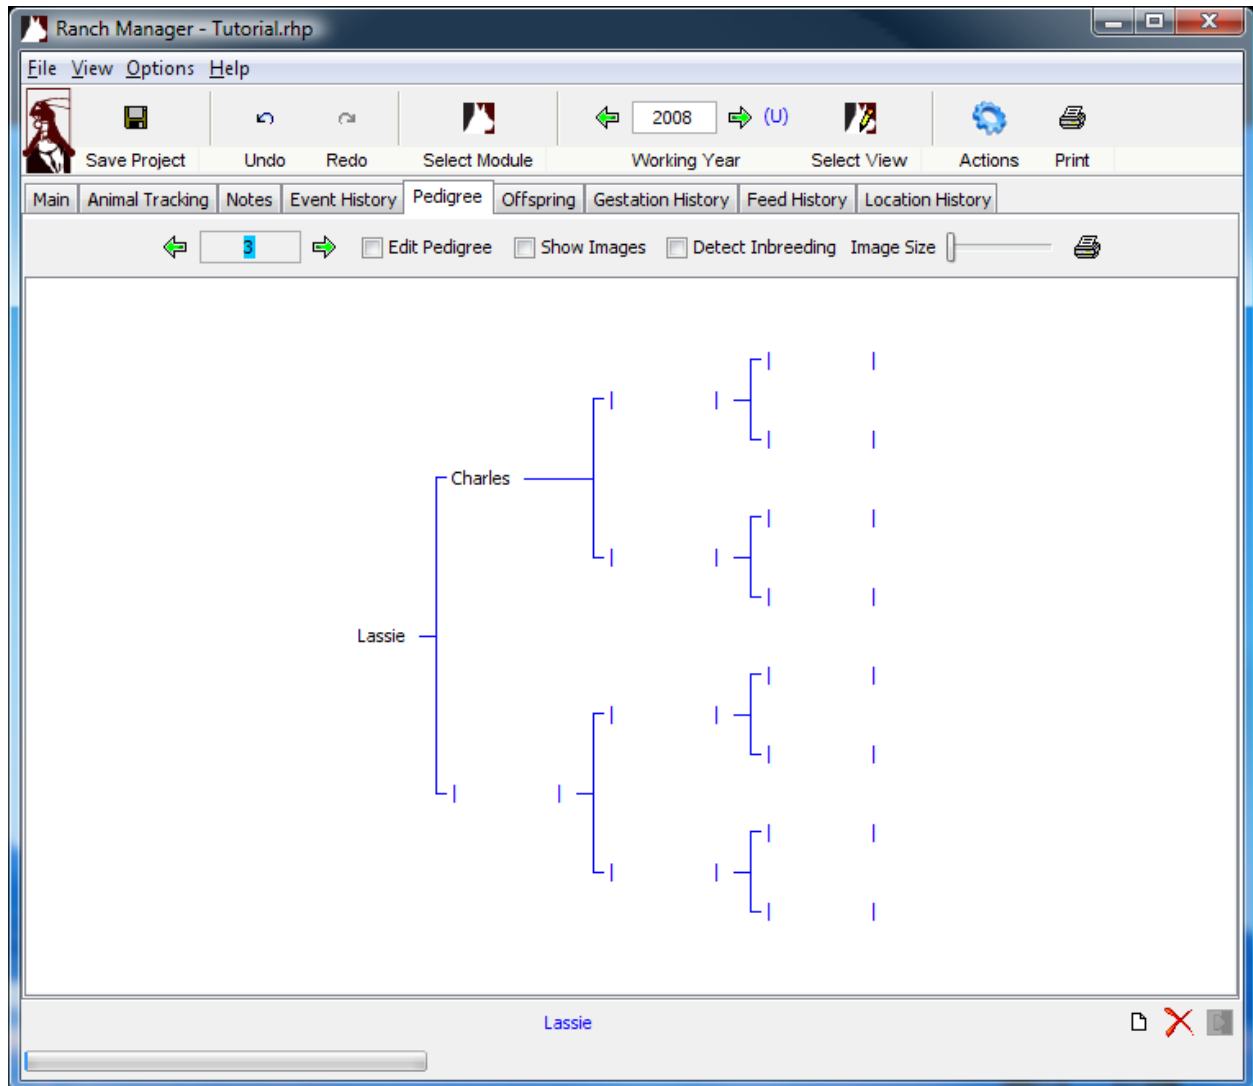 Ranch Manager - Tutorial.rhp
File View Options Help
2008 (U)
Save Project Undo Redo Select Module Working Year Select View Actions Print
Main Animal Tracking Notes Event History Pedigree Offspring Gestation History Feed History Location History
3 Edit Pedigree Show Images Detect Inbreeding Image Size
Charles
Lassie
Lassie